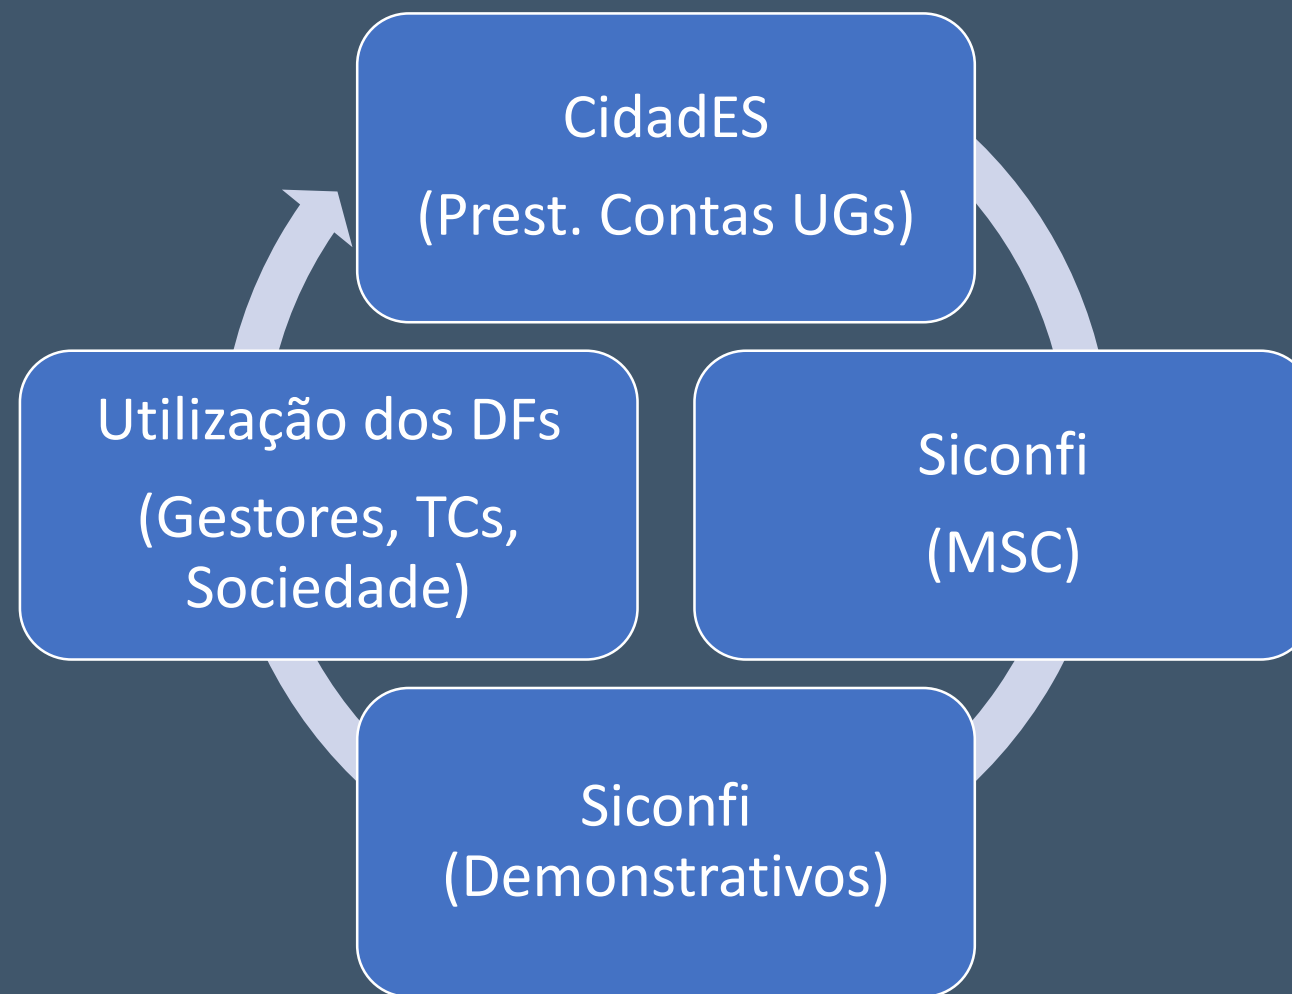 CidadES
(Prest. Contas UGs)
Utilização dos DFs
(Gestores, TCs,
Sociedade)
Siconfi
(MSC)
Siconfi
(Demonstrativos)